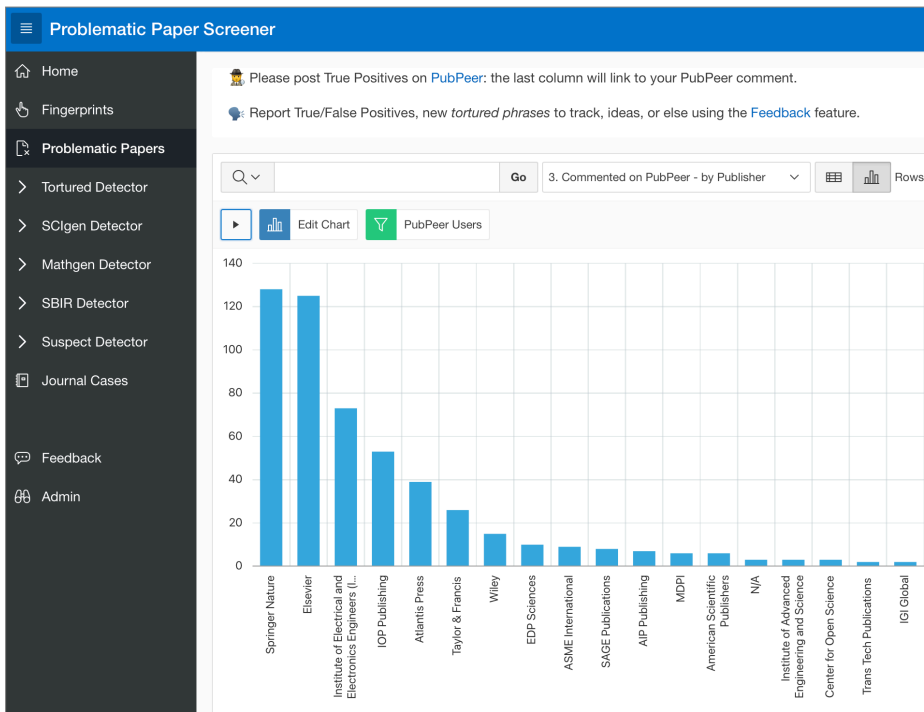 Problematic Paper Screener
Home
Fingerprints
Problematic Papers
Tortured Detector
SCIgen Detector
Mathgen Detector
SBIR Detector
Suspect Detector
Journal Cases
Feedback
Admin
Please post True Positives on PubPeer: the last column will link to your PubPeer comment.
Report True/False Positives, new tortured phrases to track, ideas, or else using the Feedback feature.
Go
3. Commented on PubPeer - by Publisher
Rows
Edit Chart
PubPeer Users
140
120
100
80
60
40
20
0
Springer Nature
Elsevier
Institute of Electrical and
Electronics Engineers (I...
IOP Publishing
Atlantis Press
Taylor & Francis
Wiley
EDP Sciences
ASME International
SAGE Publications
AIP Publishing
MDPI
American Scientific
Publishers
N/A
Institute of Advanced
Engineering and Science
Center for Open Science
Trans Tech Publications
IGI Global